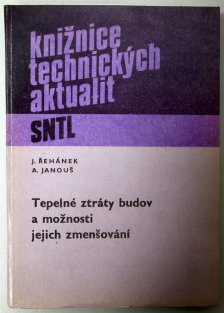 knižnice
technických
aktualit
SNTL
J. ŘEHÁNEK
A. JANOUŠ
Tepelné ztráty budov
a možnosti
jejich zmenšování